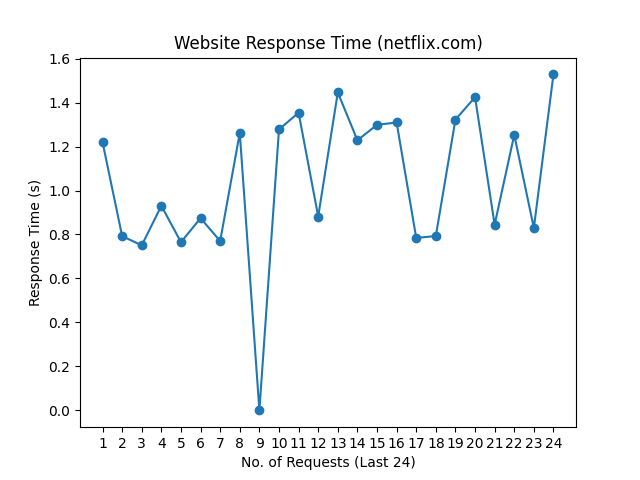 Website Response Time (netflix.com)
1.6
1.4
1.2
1.0
0.8
0.6
0.4
0.2
0.0
Response Time (s)
1 2 3 4 5 6 7 8 9 10 11 12 13 14 15 16 17 18 19 20 21 22 23 24
No. of Requests (Last 24)